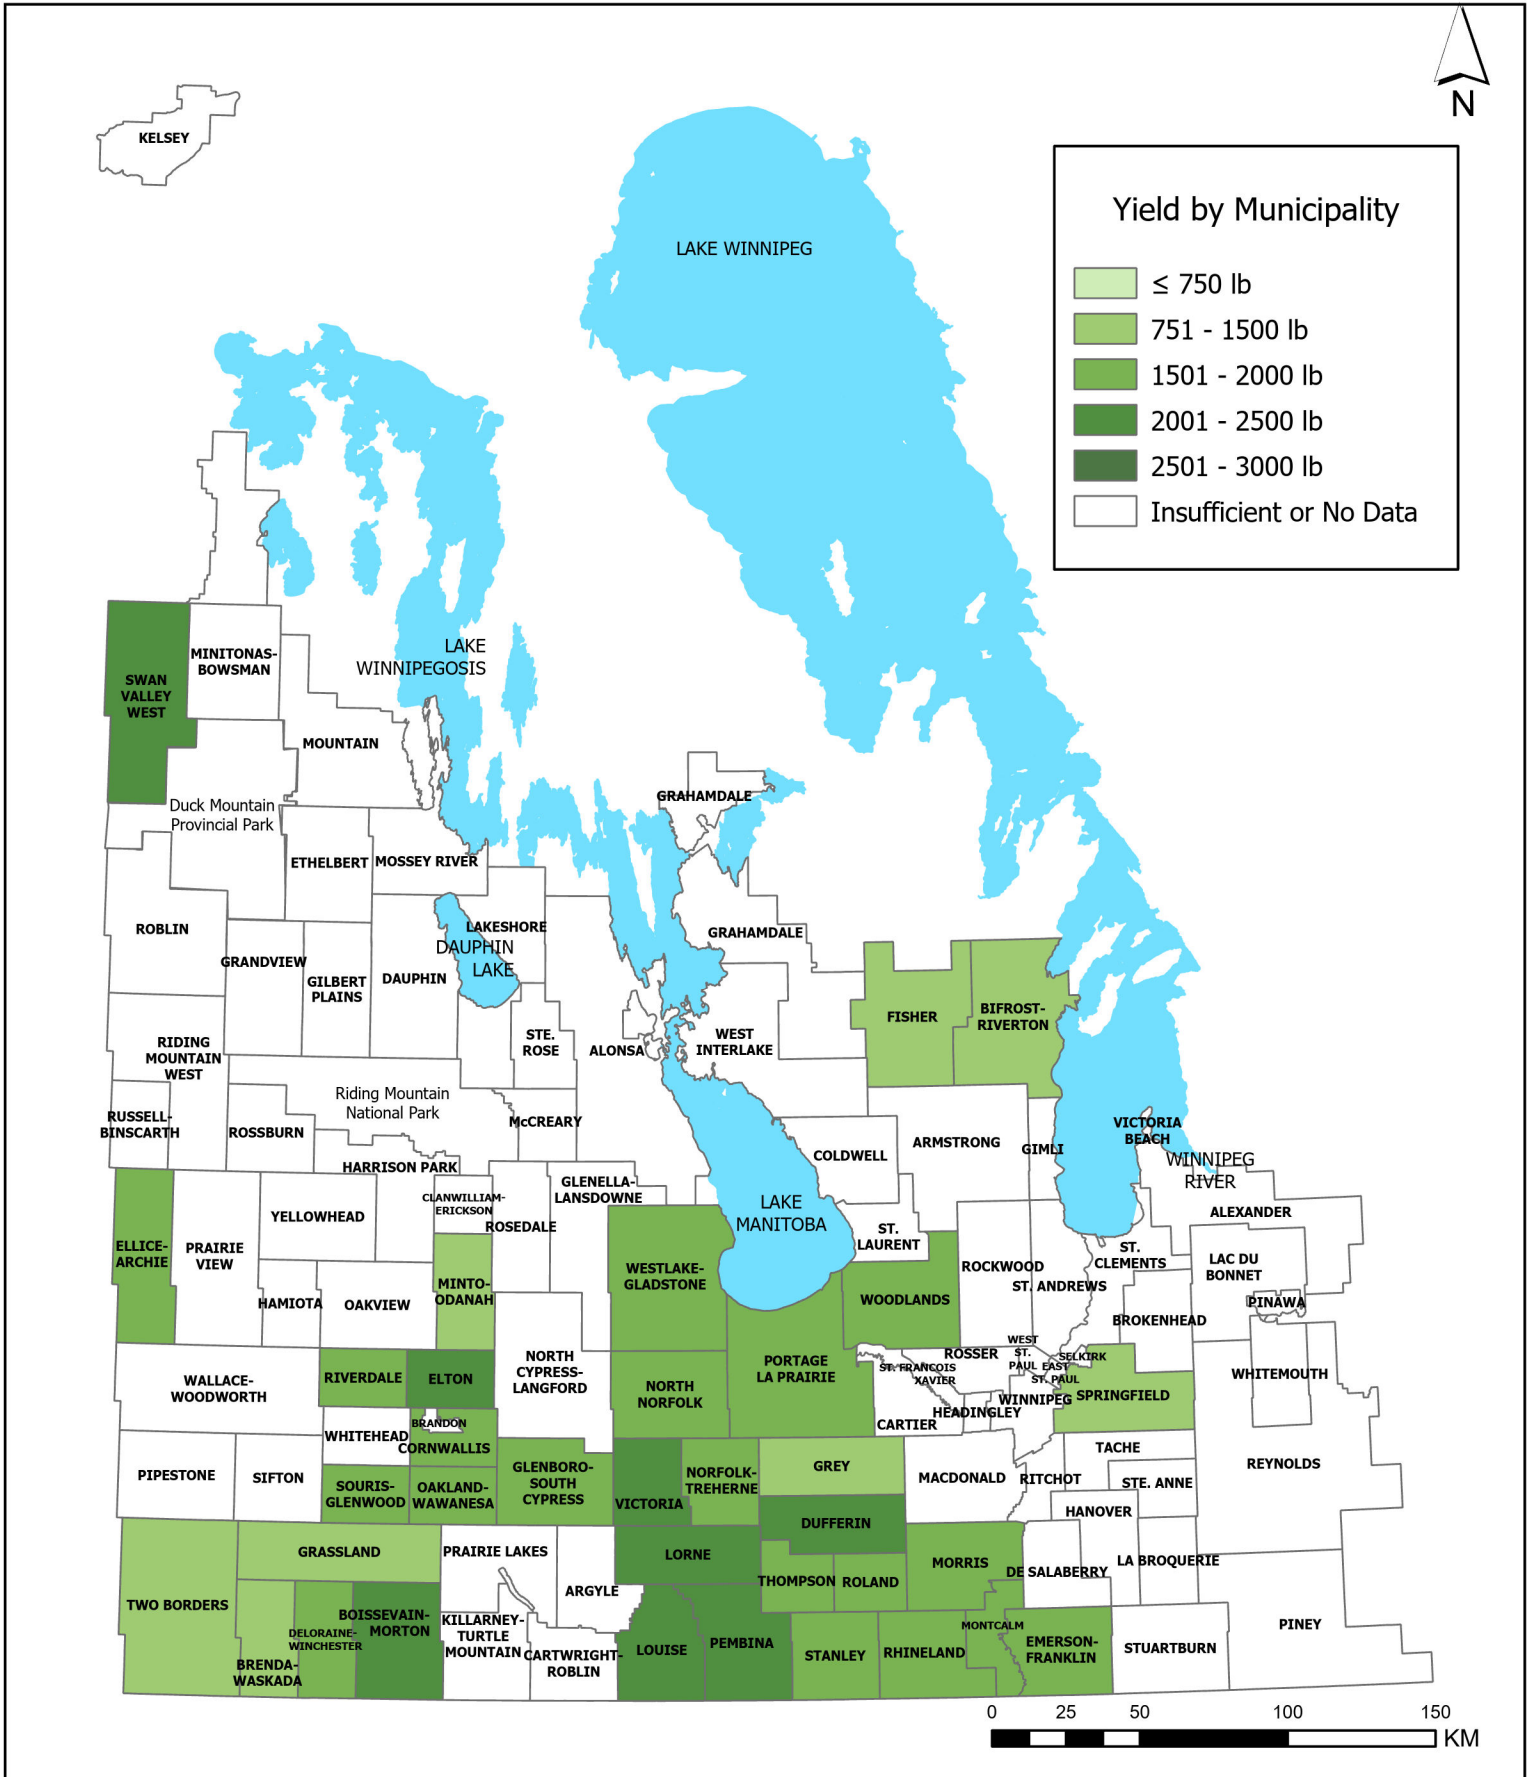 N
KELSEY
Yield by Municipality
≤ 750 lb
751 - 1500 lb
1501 - 2000 lb
2001 - 2500 lb
2501 - 3000 lb
Insufficient or No Data
LAKE WINNIPEG
LAKE
WINNIPEGOSIS
MINITONAS-
BOWSMAN
SWAN
VALLEY
WEST
MOUNTAIN
Duck Mountain
Provincial Park
GRAHAMDALE
ETHELBERT
MOSSEY RIVER
ROBLIN
LAKESHORE
DAUPHIN
LAKE
GRAHAMDALE
GRANDVIEW
GILBERT
PLAINS
DAUPHIN
FISHER
BIFROST-
RIVERTON
STE.
ROSE
ALONSA
WEST
INTERLAKE
RIDING
MOUNTAIN
WEST
Riding Mountain
National Park
RUSSELL-
BINSCARTH
ROSSBURN
McCREARY
VICTORIA
BEACH
ARMSTRONG
GIMLI
COLDWELL
WINNIPEG
RIVER
HARRISON PARK
GLENELLA-
LANSDOWNE
CLANWILLIAM-
ERICKSON
ROSEDALE
YELLOWHEAD
LAKE
MANITOBA
ALEXANDER
ST.
LAURENT
ELLICE-
ARCHIE
PRAIRIE
VIEW
ST.
CLEMENTS
LAC DU
BONNET
WESTLAKE-
GLADSTONE
ROCKWOOD
ST. ANDREWS
MINTO-
ODANAH
HAMIOTA
OAKVIEW
WOODLANDS
PINAWA
BROKENHEAD
WEST
ST.
PAUL
ROSSER
SELKIRK
EAST
ST. PAUL
ST. FRANCOIS
XAVIER
NORTH
CYPRESS-
LANGFORD
PORTAGE
LA PRAIRIE
WHITEMOUTH
RIVERDALE
ELTON
WALLACE-
WOODWORTH
NORTH
NORFOLK
SPRINGFIELD
WINNIPEG
HEADINGLEY
CARTIER
BRANDON
WHITEHEAD
CORNWALLIS
TACHE
PIPESTONE
SIFTON
GLENBORO-
SOUTH
CYPRESS
GREY
REYNOLDS
MACDONALD
RITCHOT
STE. ANNE
NORFOLK-
TREHERNE
SOURIS-
GLENWOOD
OAKLAND-
WAWANESA
VICTORIA
HANOVER
DUFFERIN
GRASSLAND
PRAIRIE LAKES
LORNE
MORRIS
LA BROQUERIE
DE SALABERRY
THOMPSON
ROLAND
ARGYLE
TWO BORDERS
BOISSEVAIN-
MORTON
DELORAINE-
WINCHESTER
KILLARNEY-
TURTLE
MOUNTAIN
MONTCALM
PINEY
LOUISE
PEMBINA
STANLEY
RHINELAND
EMERSON-
FRANKLIN
STUARTBURN
BRENDA-
WASKADA
CARTWRIGHT-
ROBLIN
0 25 50 100 150
KM